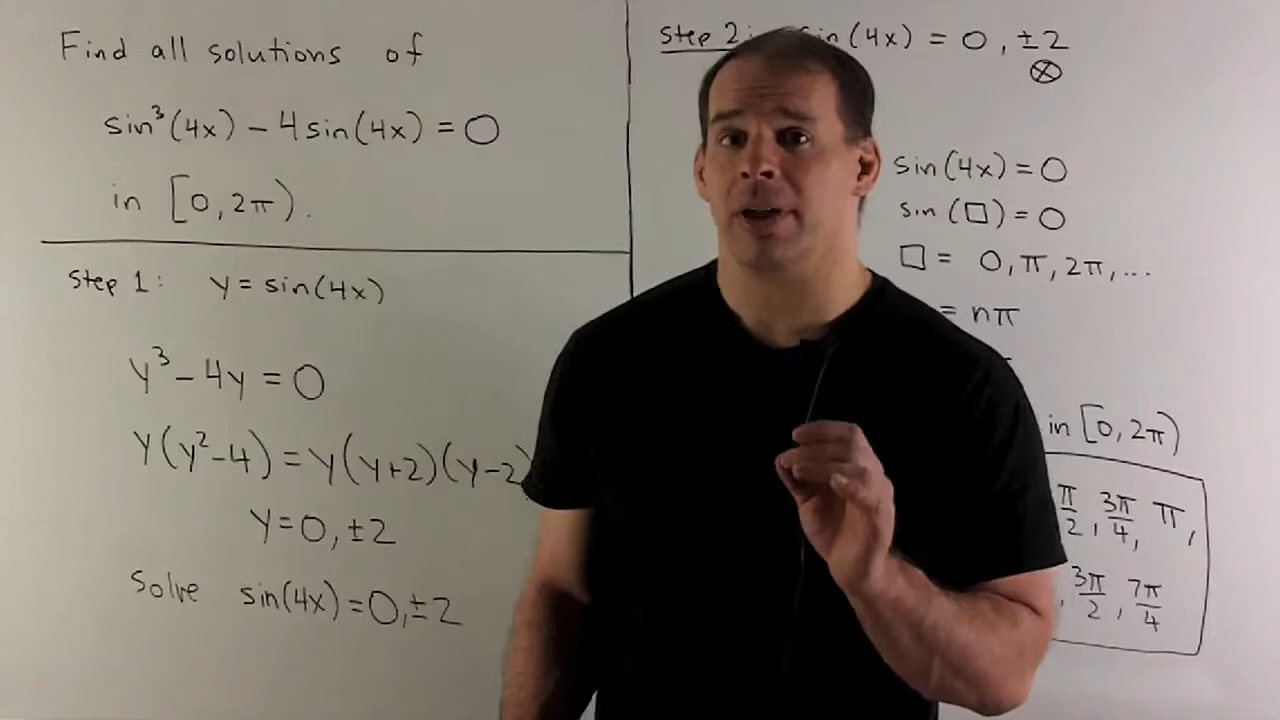 Find all solutions of
sin³(4x) − 4sin(4x) = 0
in [0, 2π).
Step 1: y = sin(4x)
y³ − 4y = 0
y(y²−4) = y(y+2)(y−2)
y = 0, ±2
Solve sin(4x) = 0, ±2
Step 2: sin(4x) = 0, ±2
⊗
sin(4x) = 0
sin(□) = 0
□ = 0, π, 2π, ...
= nπ
in [0, 2π)
π/2, 3π/4, π,
, 3π/2, 7π/4